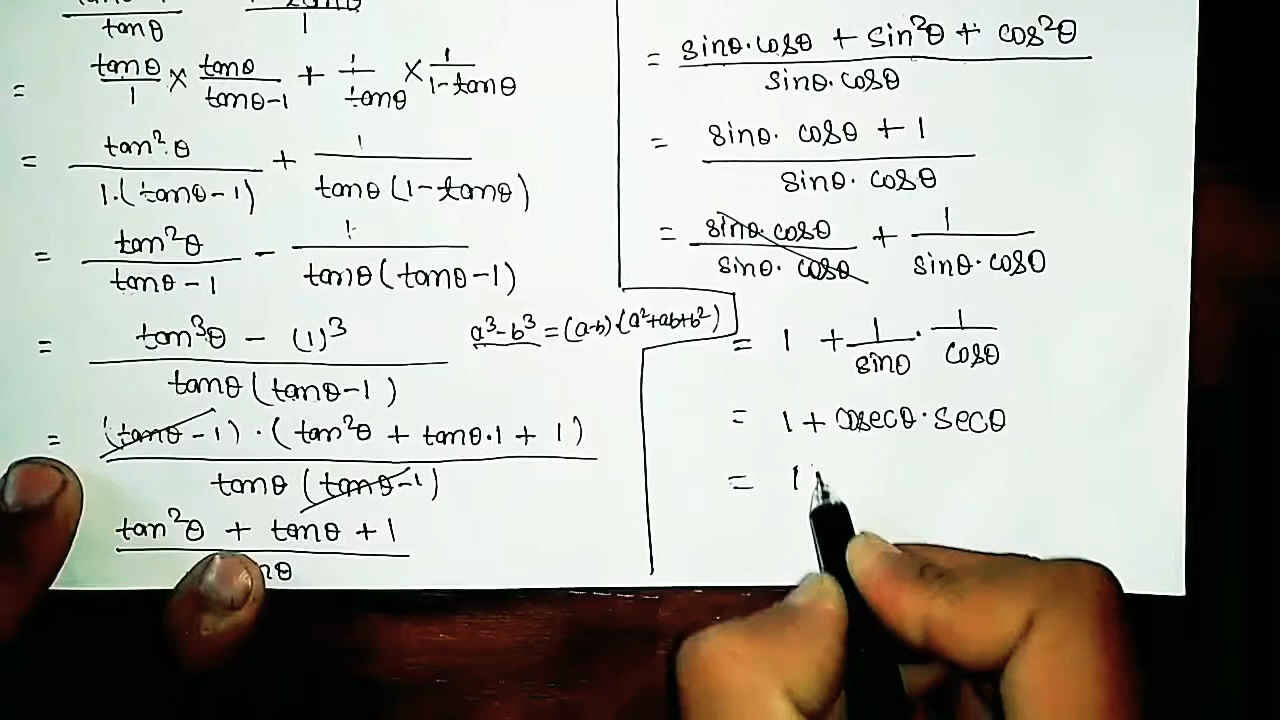 tanθ 1
= tanθ/1 × tanθ/tanθ-1 + 1/tanθ × 1/1-tanθ
= tan²θ/1·(tanθ-1) + 1/tanθ(1-tanθ)
= tan²θ/tanθ-1 - 1/tanθ(tanθ-1)
= tan³θ - (1)³/tanθ(tanθ-1) a³-b³=(a-b)·(a²+ab+b²)
= (tanθ-1)·(tan²θ + tanθ·1 + 1)/tanθ(tanθ-1)
tan²θ + tanθ + 1
nθ
= sinθ·cosθ + sin²θ + cos²θ/sinθ·cosθ
= sinθ·cosθ + 1/sinθ·cosθ
= sinθ·cosθ/sinθ·cosθ + 1/sinθ·cosθ
= 1 + 1/sinθ · 1/cosθ
= 1 + cosecθ·secθ
= 1